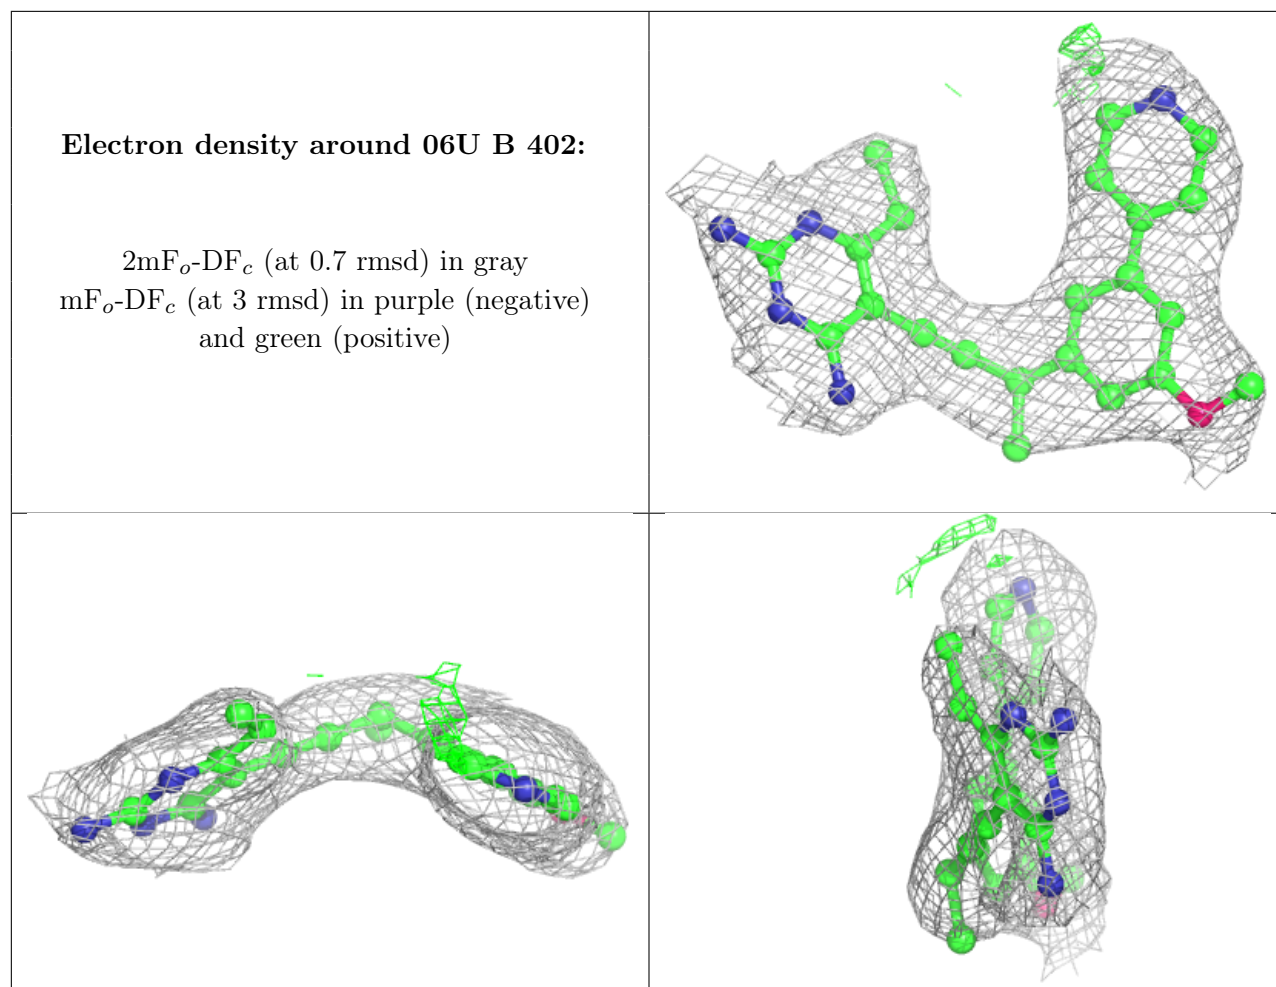 Electron density around 06U B 402:
2mFo-DFc (at 0.7 rmsd) in gray
mFo-DFc (at 3 rmsd) in purple (negative)
and green (positive)